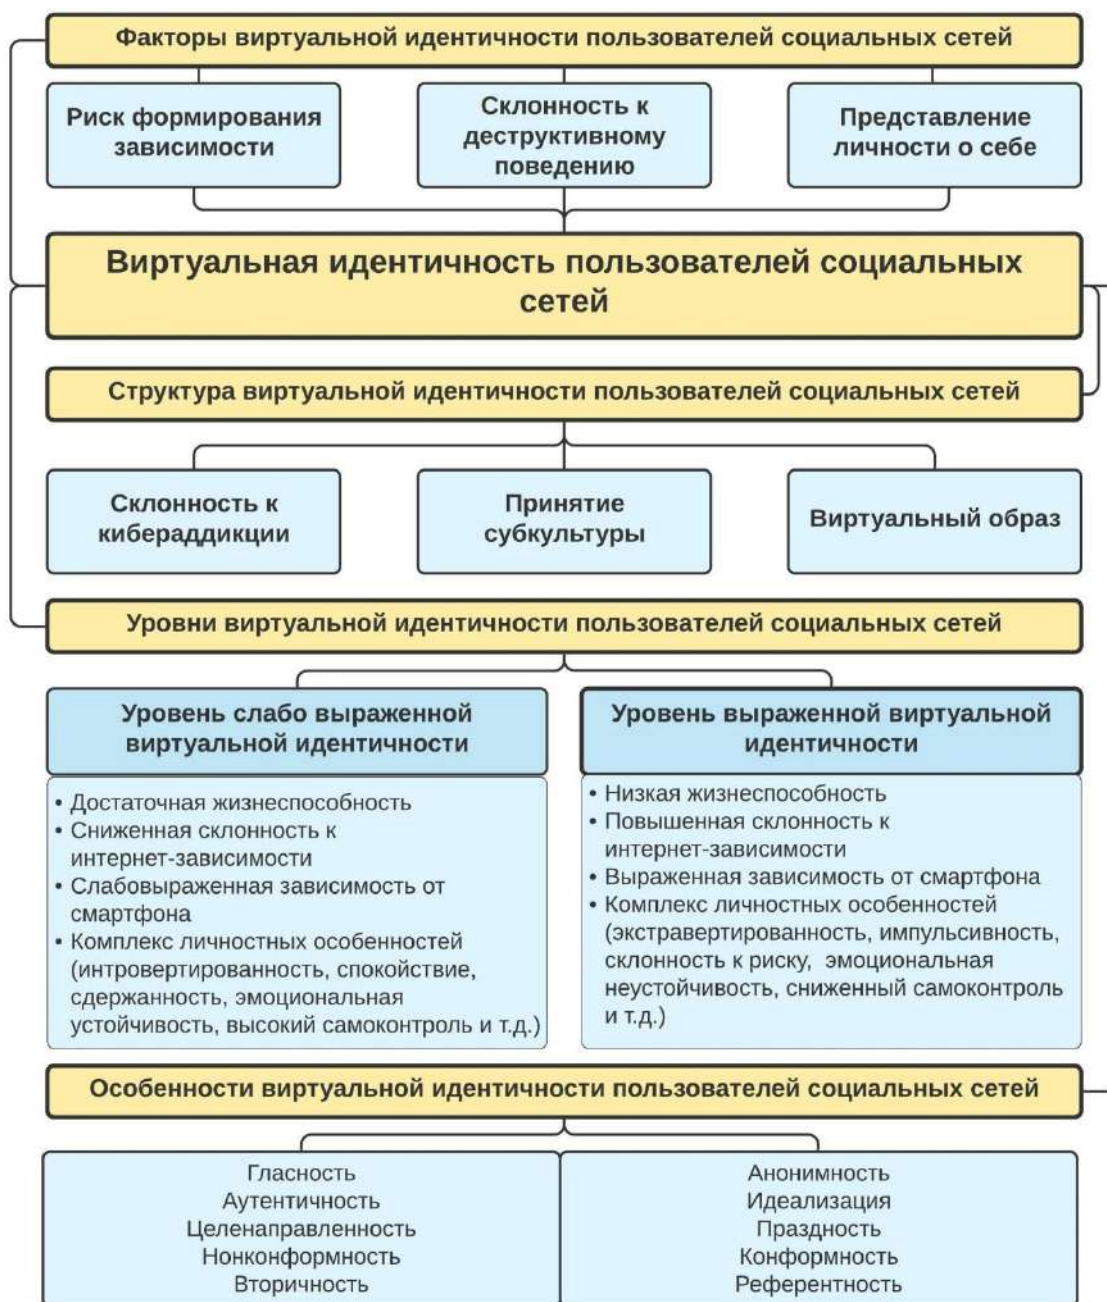 Факторы виртуальной идентичности пользователей социальных сетей
Риск формирования
зависимости
Склонность к
деструктивному
поведению
Представление
личности о себе
Виртуальная идентичность пользователей социальных
сетей
Структура виртуальной идентичности пользователей социальных сетей
Склонность к
кибераддикции
Принятие
субкультуры
Виртуальный образ
Уровни виртуальной идентичности пользователей социальных сетей
Уровень слабо выраженной
виртуальной идентичности
• Достаточная жизнеспособность
• Сниженная склонность к
интернет-зависимости
• Слабовыраженная зависимость от
смартфона
• Комплекс личностных особенностей
(интровертированность, спокойствие,
сдержанность, эмоциональная
устойчивость, высокий самоконтроль и т.д.)
Уровень выраженной виртуальной
идентичности
• Низкая жизнеспособность
• Повышенная склонность к
интернет-зависимости
• Выраженная зависимость от смартфона
• Комплекс личностных особенностей
(экстравертированность, импульсивность,
склонность к риску, эмоциональная
неустойчивость, сниженный самоконтроль
и т.д.)
Особенности виртуальной идентичности пользователей социальных сетей
Гласность
Аутентичность
Целенаправленность
Нонконформность
Вторичность
Анонимность
Идеализация
Праздность
Конформность
Референтность